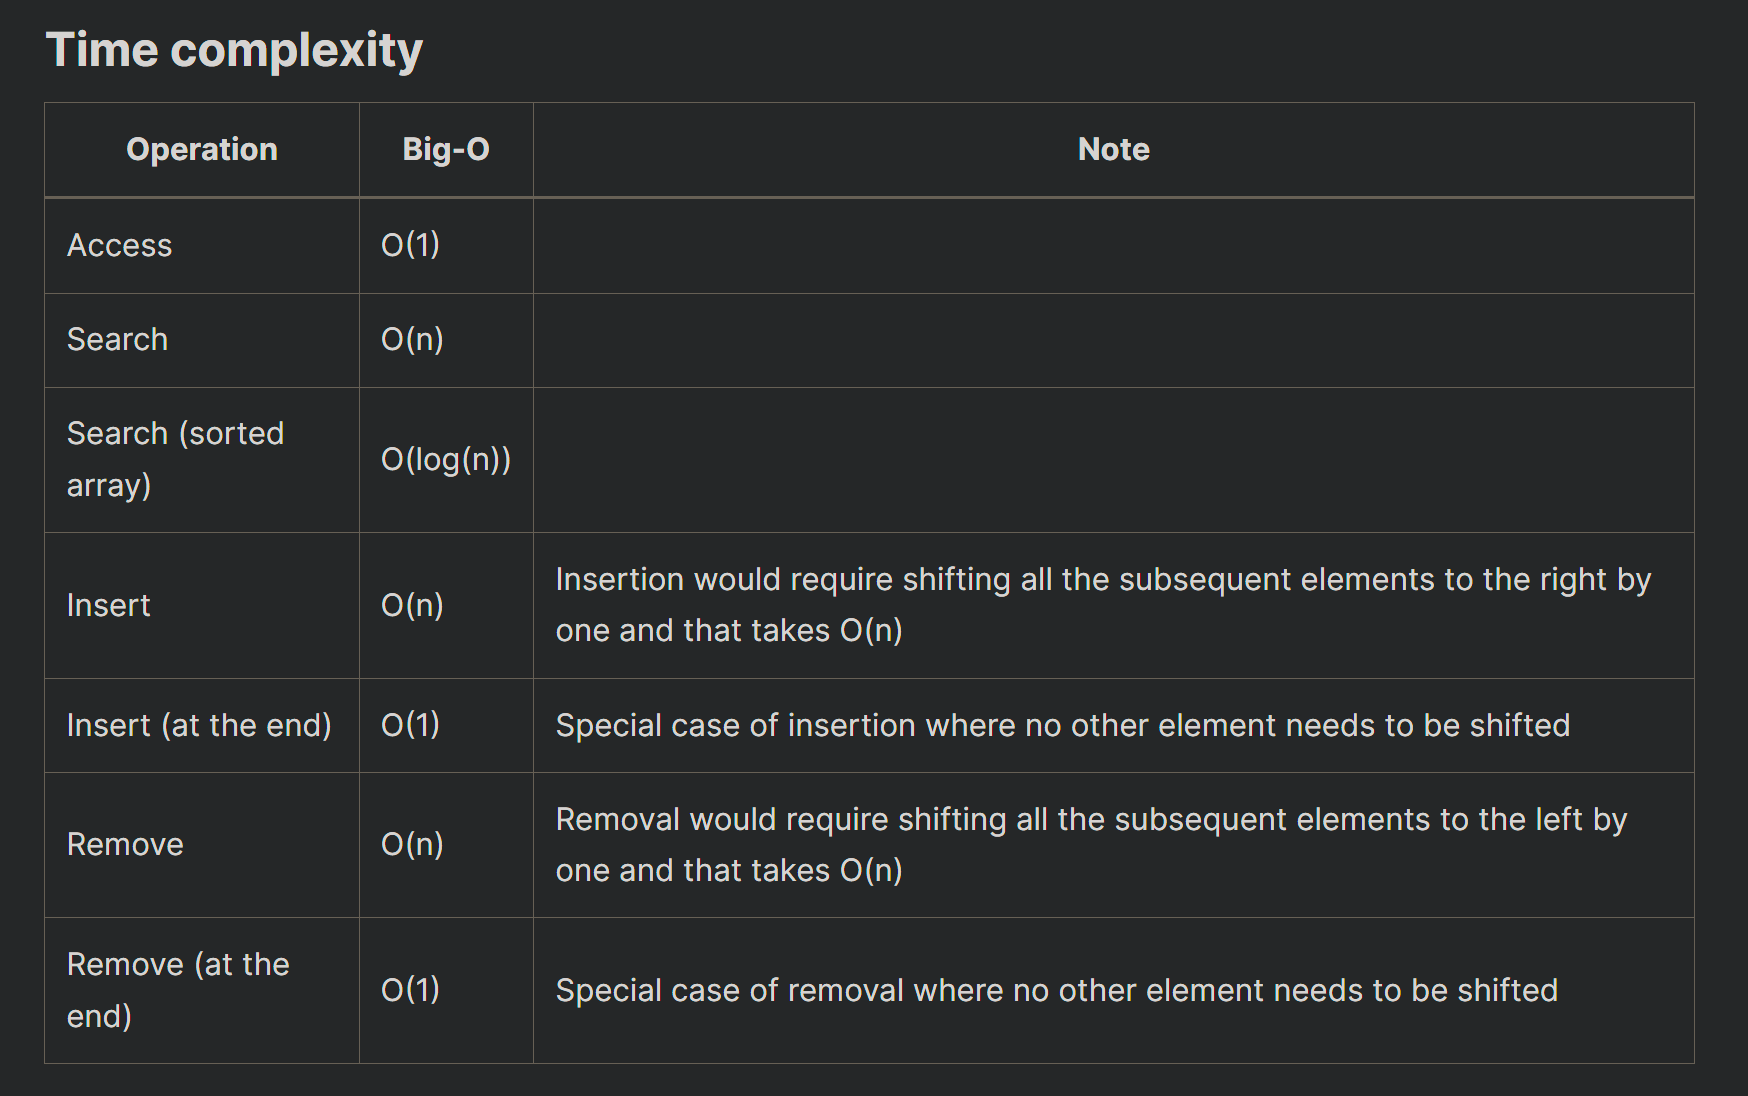 Time complexity
Operation Big-O Note
Access O(1)
Search O(n)
Search (sorted
array) O(log(n))
Insert O(n) Insertion would require shifting all the subsequent elements to the right by
one and that takes O(n)
Insert (at the end) O(1) Special case of insertion where no other element needs to be shifted
Remove O(n) Removal would require shifting all the subsequent elements to the left by
one and that takes O(n)
Remove (at the
end) O(1) Special case of removal where no other element needs to be shifted